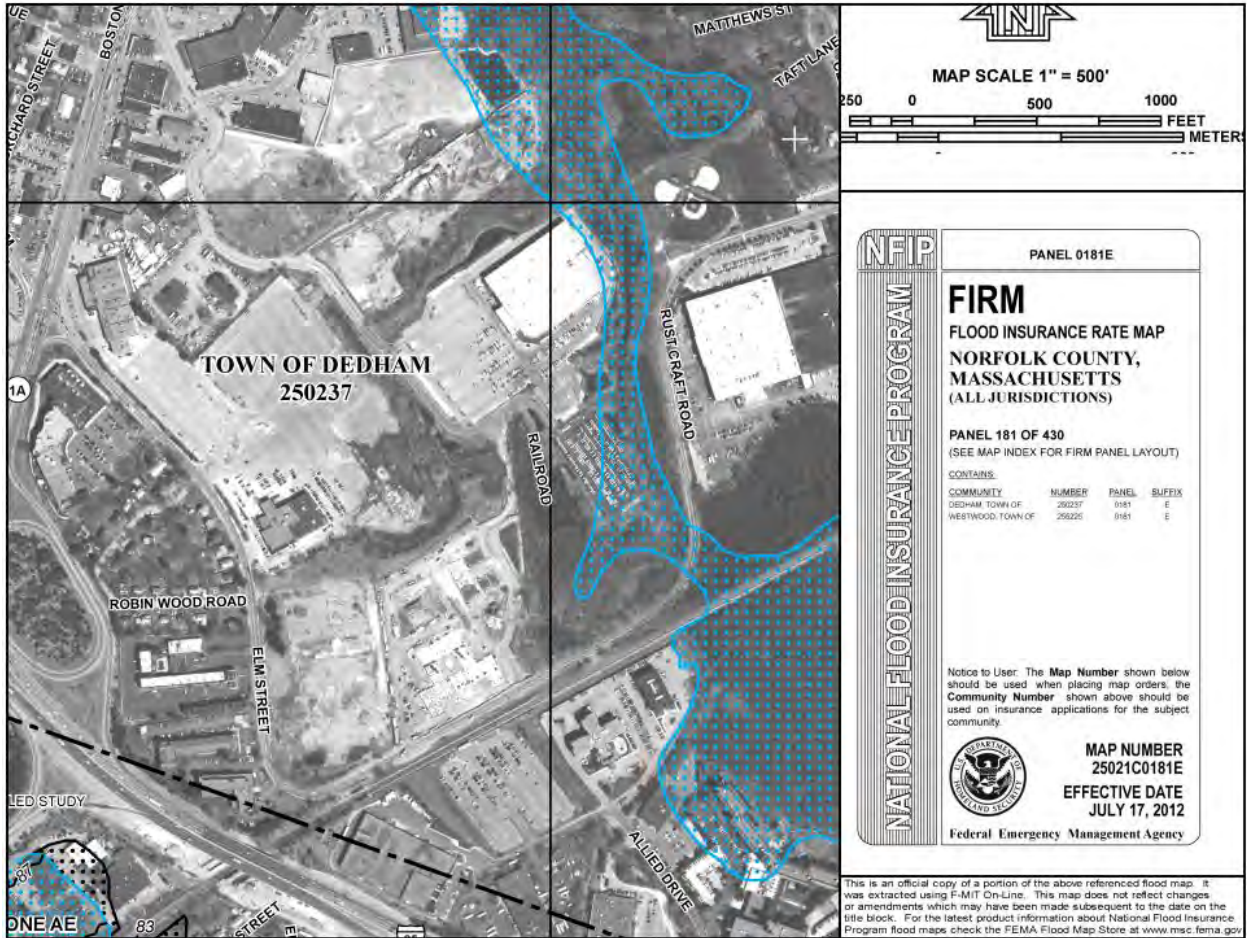 MATTHEWS ST
TAFT LANE
BOSTON
ORCHARD STREET
1A
TOWN OF DEDHAM
250237
RUST CRAFT ROAD
RAILROAD
ROBIN WOOD ROAD
ELM STREET
LED STUDY
ALLIED DRIVE
87
ONE AE
83
STREET
MAP SCALE 1" = 500'
250 0 500 1000
FEET
METERS
NFIP
NATIONAL FLOOD INSURANCE PROGRAM
PANEL 0181E
FIRM
FLOOD INSURANCE RATE MAP
NORFOLK COUNTY,
MASSACHUSETTS
(ALL JURISDICTIONS)
PANEL 181 OF 430
(SEE MAP INDEX FOR FIRM PANEL LAYOUT)
CONTAINS:
COMMUNITY NUMBER PANEL SUFFIX
DEDHAM, TOWN OF 250237 0181 E
WESTWOOD, TOWN OF 255225 0181 E
Notice to User: The Map Number shown below
should be used when placing map orders, the
Community Number shown above should be
used on insurance applications for the subject
community.
U.S. DEPARTMENT OF HOMELAND SECURITY
MAP NUMBER
25021C0181E
EFFECTIVE DATE
JULY 17, 2012
Federal Emergency Management Agency
This is an official copy of a portion of the above referenced flood map. It
was extracted using F-MIT On-Line. This map does not reflect changes
or amendments which may have been made subsequent to the date on the
title block. For the latest product information about National Flood Insurance
Program flood maps check the FEMA Flood Map Store at www.msc.fema.gov